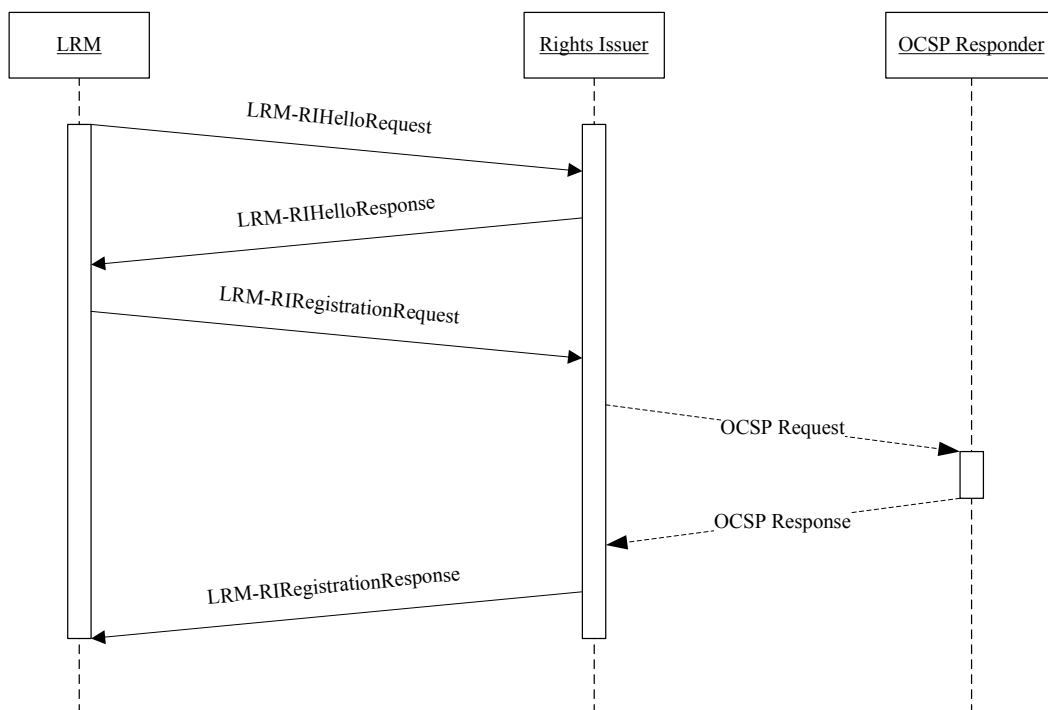 LRM
Rights Issuer
OCSP Responder
LRM-RIHelloRequest
LRM-RIHelloResponse
LRM-RIRegistrationRequest
OCSP Request
OCSP Response
LRM-RIRegistrationResponse